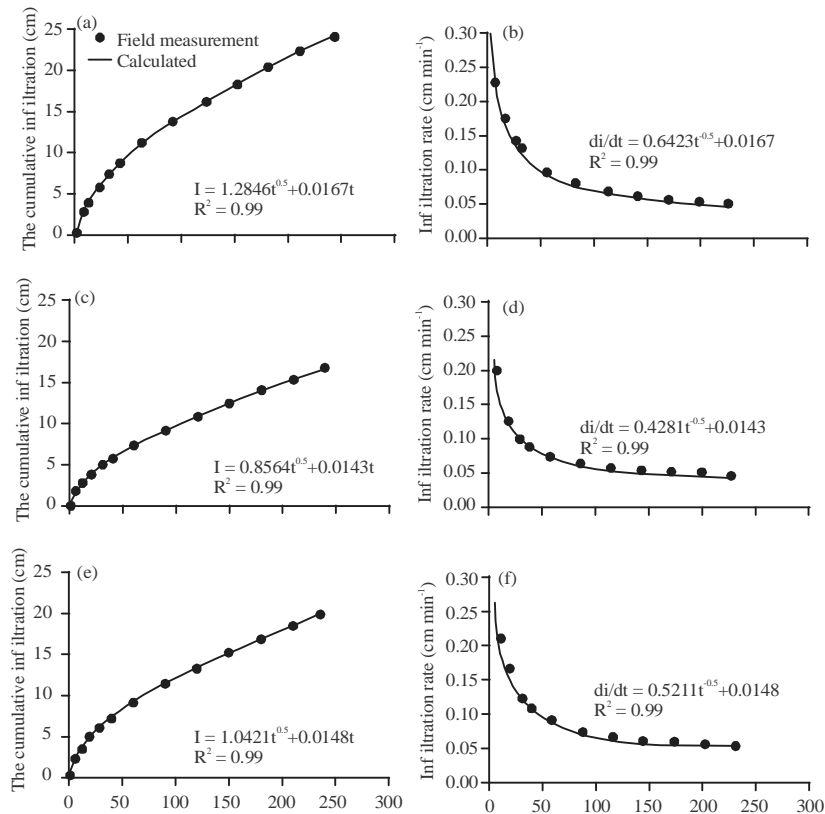 (a)
Field measurement
Calculated
The cumulative inf iltration (cm)
25
20
15
10
5
0
I = 1.2846t^0.5+0.0167t
R² = 0.99
(b)
Inf iltration rate (cm min⁻¹)
0.30
0.25
0.20
0.15
0.10
0.05
0.00
di/dt = 0.6423t^-0.5+0.0167
R² = 0.99
(c)
The cumulative inf iltration (cm)
25
20
15
10
5
0
I = 0.8564t^0.5+0.0143t
R² = 0.99
(d)
Inf iltration rate (cm min⁻¹)
0.30
0.25
0.20
0.15
0.10
0.05
0.00
di/dt = 0.4281t^-0.5+0.0143
R² = 0.99
(e)
The cumulative inf iltration (cm)
25
20
15
10
5
0
I = 1.0421t^0.5+0.0148t
R² = 0.99
0 50 100 150 200 250 300
(f)
Inf iltration rate (cm min⁻¹)
0.30
0.25
0.20
0.15
0.10
0.05
0.00
di/dt = 0.5211t^-0.5+0.0148
R² = 0.99
0 50 100 150 200 250 300